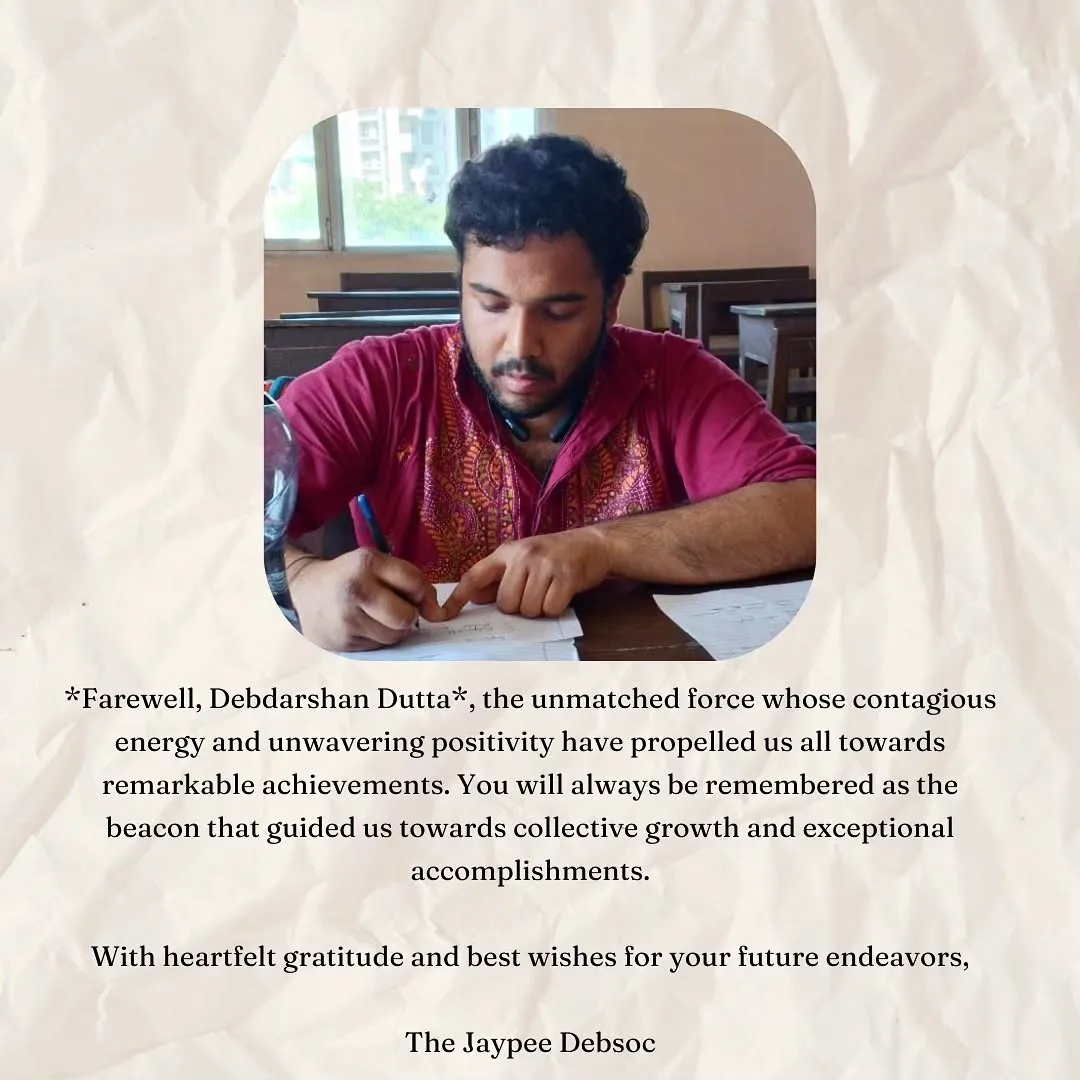 *Farewell, Debdarshan Dutta*, the unmatched force whose contagious
energy and unwavering positivity have propelled us all towards
remarkable achievements. You will always be remembered as the
beacon that guided us towards collective growth and exceptional
accomplishments.
With heartfelt gratitude and best wishes for your future endeavors,
The Jaypee Debsoc